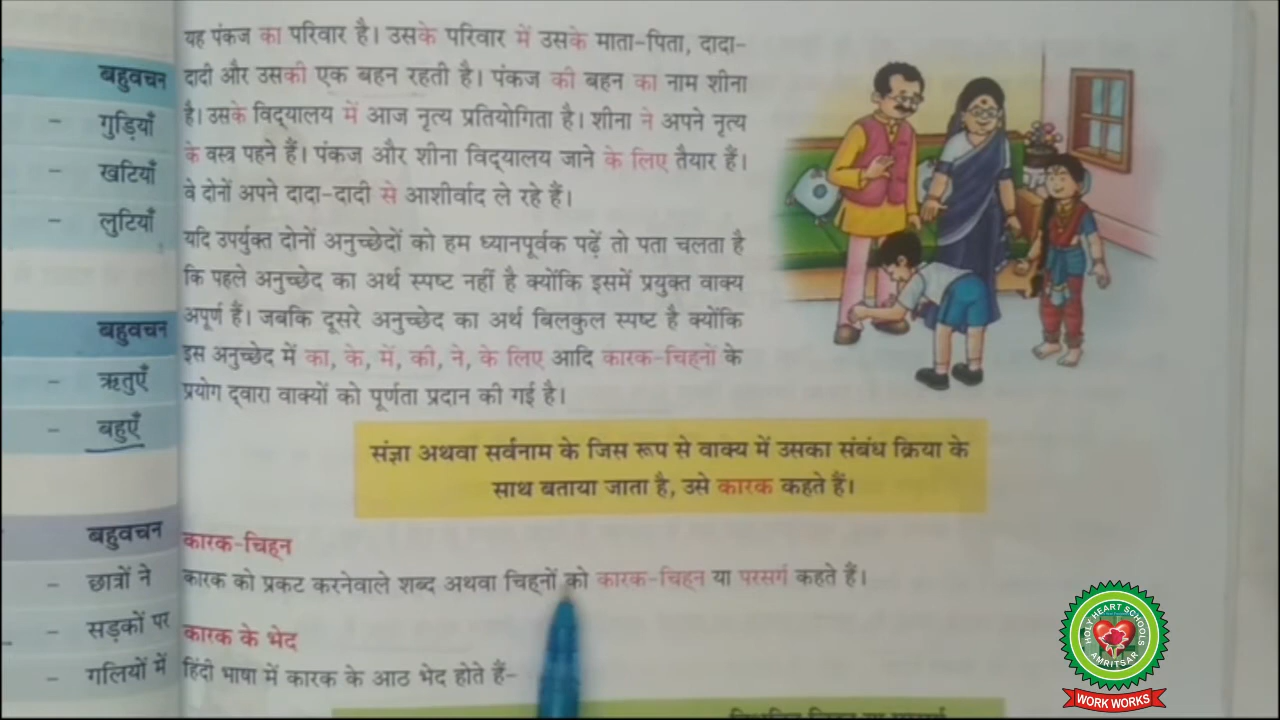 यह पंकज का परिवार है। उसके परिवार में उसके माता-पिता, दादा-
दादी और उसकी एक बहन रहती है। पंकज की बहन का नाम शीना
है। उसके विद्यालय में आज नृत्य प्रतियोगिता है। शीना ने अपने नृत्य
के वस्त्र पहने हैं। पंकज और शीना विद्यालय जाने के लिए तैयार हैं।
वे दोनों अपने दादा-दादी से आशीर्वाद ले रहे हैं।
यदि उपर्युक्त दोनों अनुच्छेदों को हम ध्यानपूर्वक पढ़ें तो पता चलता है
कि पहले अनुच्छेद का अर्थ स्पष्ट नहीं है क्योंकि इसमें प्रयुक्त वाक्य
अपूर्ण हैं। जबकि दूसरे अनुच्छेद का अर्थ बिलकुल स्पष्ट है क्योंकि
इस अनुच्छेद में का, के, में, की, ने, के लिए आदि कारक-चिह्नों के
प्रयोग द्वारा वाक्यों को पूर्णता प्रदान की गई है।
संज्ञा अथवा सर्वनाम के जिस रूप से वाक्य में उसका संबंध क्रिया के
साथ बताया जाता है, उसे कारक कहते हैं।
कारक-चिह्न
कारक को प्रकट करनेवाले शब्द अथवा चिह्नों को कारक-चिह्न या परसर्ग कहते हैं।
कारक के भेद
हिंदी भाषा में कारक के आठ भेद होते हैं-
बहुवचन
- गुड़ियाँ
- खटियाँ
- लुटियाँ
बहुवचन
- ऋतुएँ
- बहुएँ
बहुवचन
- छात्रों ने
- सड़कों पर
- गलियों में
HOLY HEART SCHOOLS
AMRITSAR
WORK WORKS